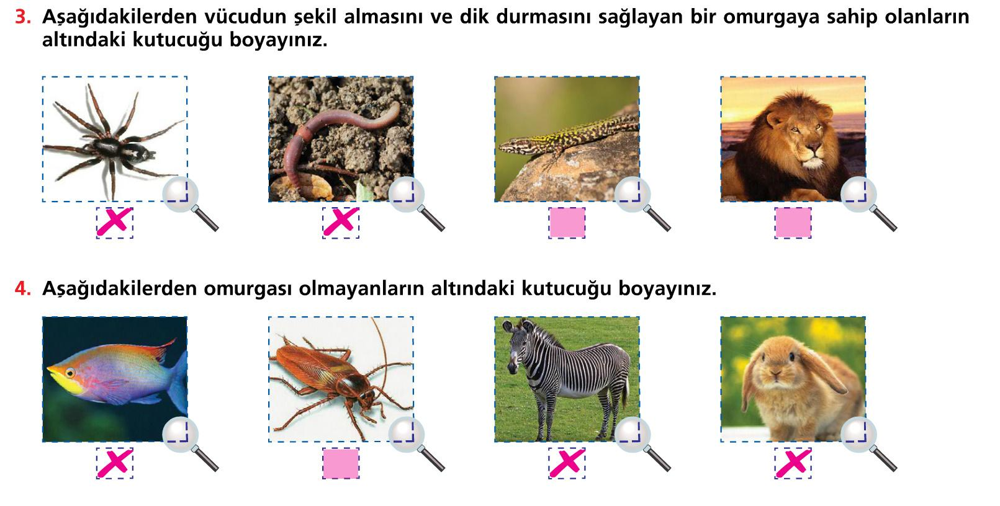 3. Aşağıdakilerden vücudun şekil almasını ve dik durmasını sağlayan bir omurgaya sahip olanların
altındaki kutucuğu boyayınız.
4. Aşağıdakilerden omurgası olmayanların altındaki kutucuğu boyayınız.